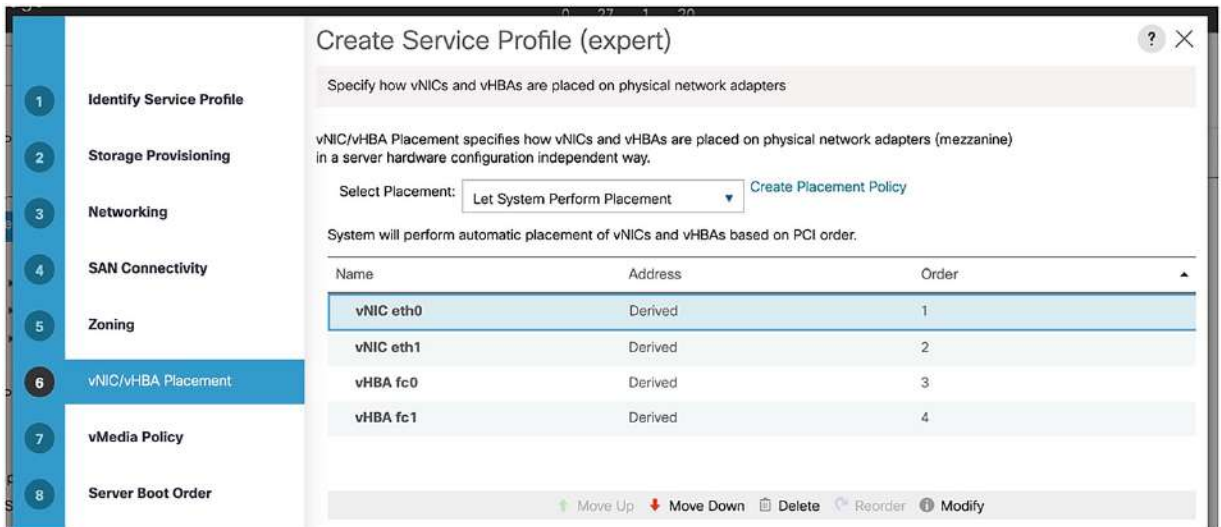 0 27 1 20
Create Service Profile (expert)
?
Specify how vNICs and vHBAs are placed on physical network adapters
vNIC/vHBA Placement specifies how vNICs and vHBAs are placed on physical network adapters (mezzanine)
in a server hardware configuration independent way.
Select Placement: Let System Perform Placement Create Placement Policy
System will perform automatic placement of vNICs and vHBAs based on PCI order.
Name Address Order
vNIC eth0 Derived 1
vNIC eth1 Derived 2
vHBA fc0 Derived 3
vHBA fc1 Derived 4
Move Up Move Down Delete Reorder Modify
1 Identify Service Profile
2 Storage Provisioning
3 Networking
4 SAN Connectivity
5 Zoning
6 vNIC/vHBA Placement
7 vMedia Policy
8 Server Boot Order